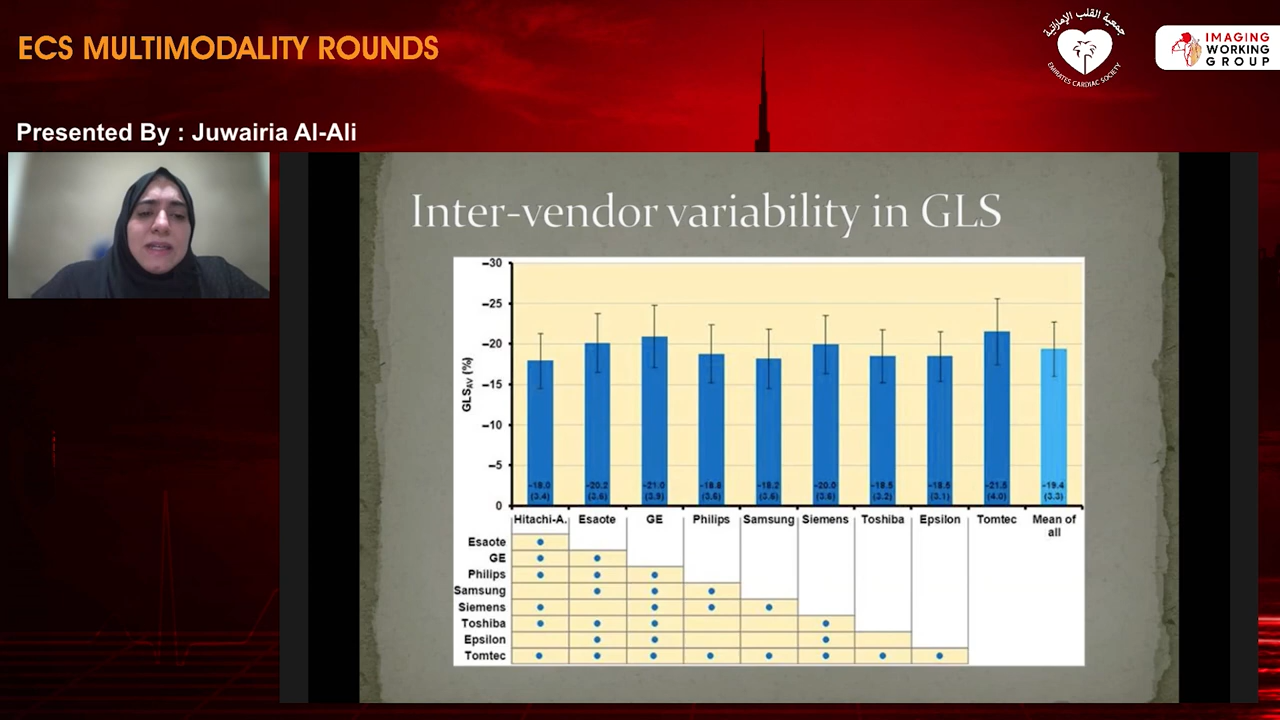 ECS MULTIMODALITY ROUNDS
جمعية القلب الإماراتية
EMIRATES CARDIAC SOCIETY
IMAGING
WORKING
GROUP
Presented By : Juwairia Al-Ali
Inter-vendor variability in GLS
GLSAV (%)
–30
–25
–20
–15
–10
–5
0
–18.0 –20.2 –21.0 –18.8 –18.2 –20.0 –18.5 –18.5 –21.5 –19.4
(3.4) (3.6) (3.9) (3.6) (3.6) (3.6) (3.2) (3.1) (4.0) (3.3)
Hitachi-A. Esaote GE Philips Samsung Siemens Toshiba Epsilon Tomtec Mean of
all
Esaote
GE
Philips
Samsung
Siemens
Toshiba
Epsilon
Tomtec